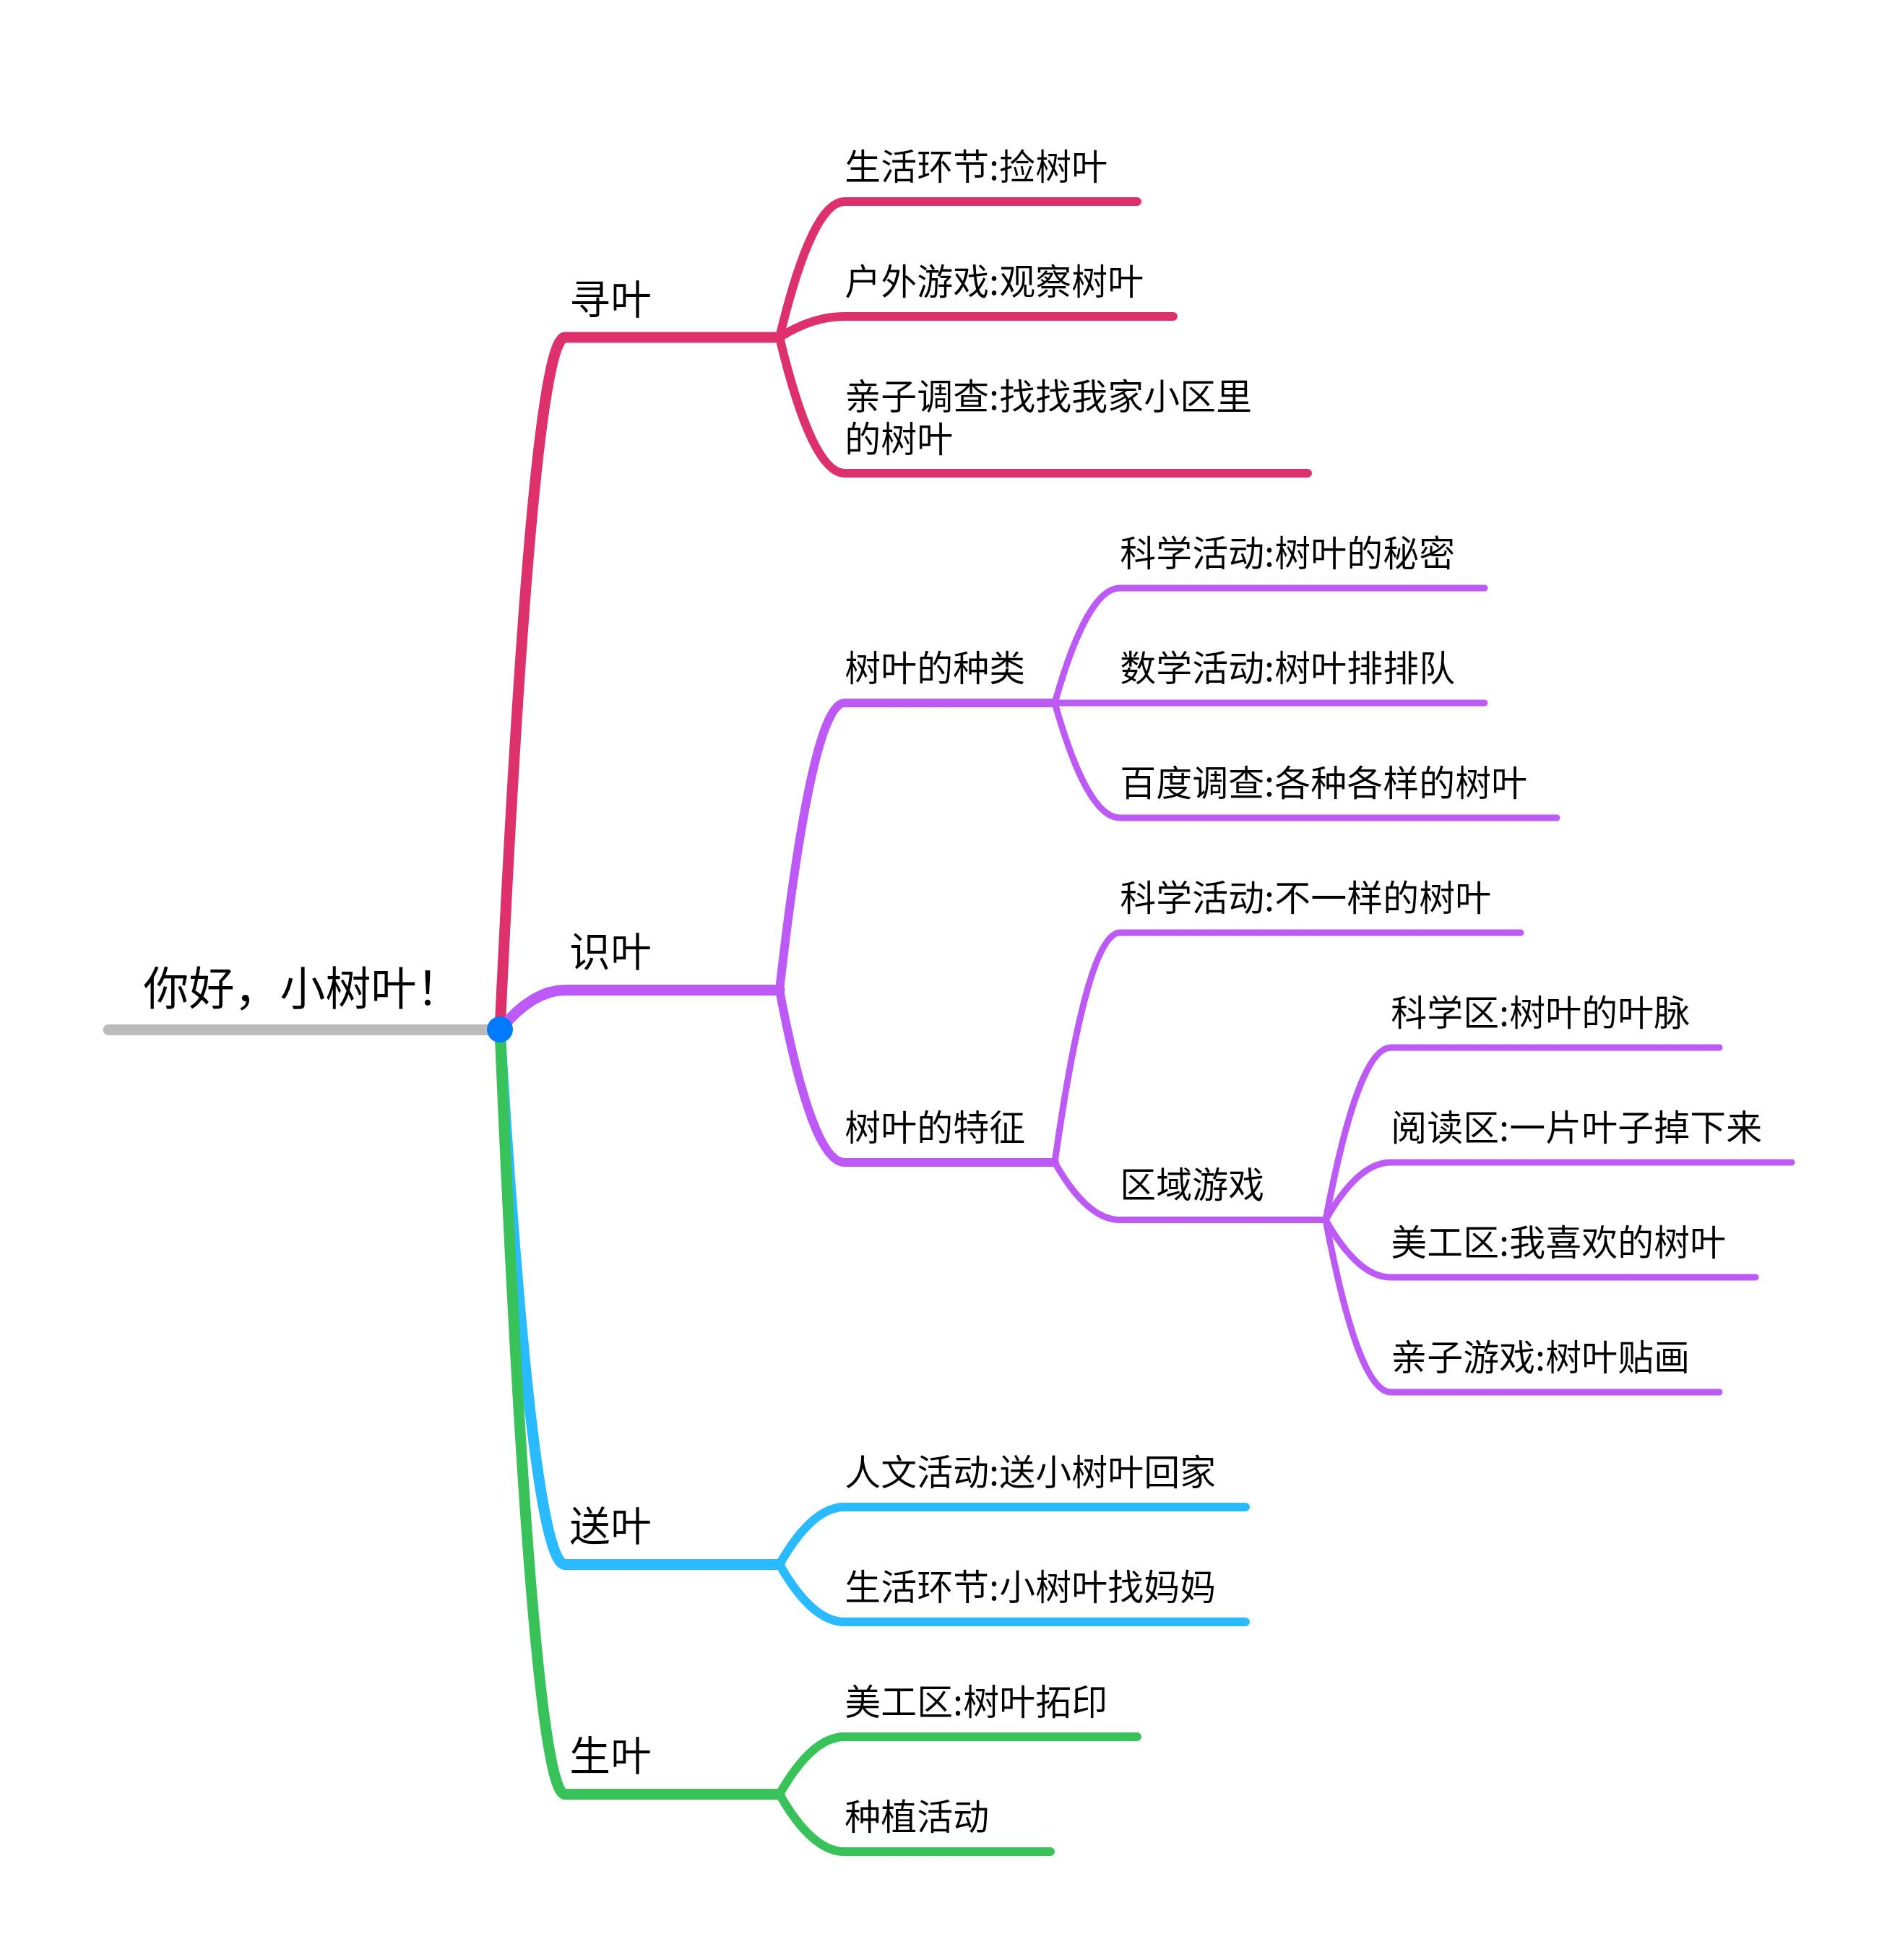 你好，小树叶！
寻叶
生活环节:捡树叶
户外游戏:观察树叶
亲子调查:找找我家小区里
的树叶
识叶
树叶的种类
科学活动:树叶的秘密
数学活动:树叶排排队
百度调查:各种各样的树叶
树叶的特征
科学活动:不一样的树叶
区域游戏
科学区:树叶的叶脉
阅读区:一片叶子掉下来
美工区:我喜欢的树叶
亲子游戏:树叶贴画
送叶
人文活动:送小树叶回家
生活环节:小树叶找妈妈
生叶
美工区:树叶拓印
种植活动